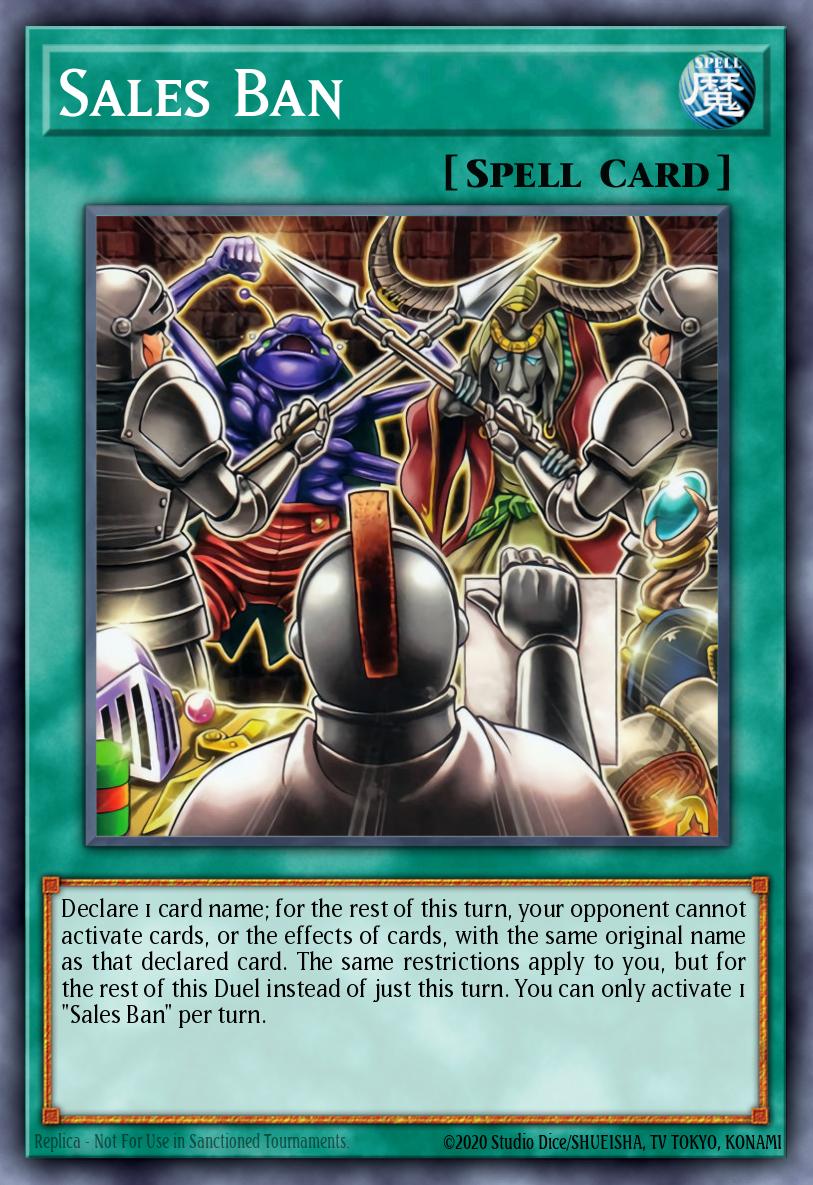 Sales Ban
SPELL
魔
[Spell Card]
Declare 1 card name; for the rest of this turn, your opponent cannot
activate cards, or the effects of cards, with the same original name
as that declared card. The same restrictions apply to you, but for
the rest of this Duel instead of just this turn. You can only activate 1
"Sales Ban" per turn.
Replica - Not For Use in Sanctioned Tournaments.
©2020 Studio Dice/SHUEISHA, TV TOKYO, KONAMI